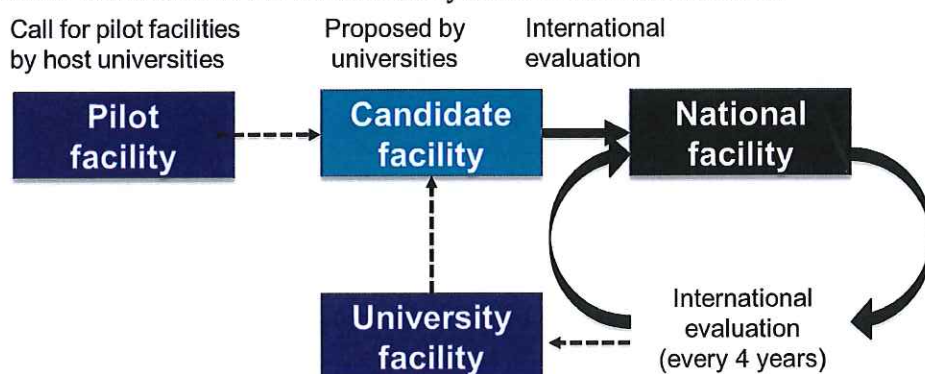 Call for pilot facilities
by host universities
Proposed by
universities
International
evaluation
Pilot
facility
Candidate
facility
National
facility
University
facility
International
evaluation
(every 4 years)